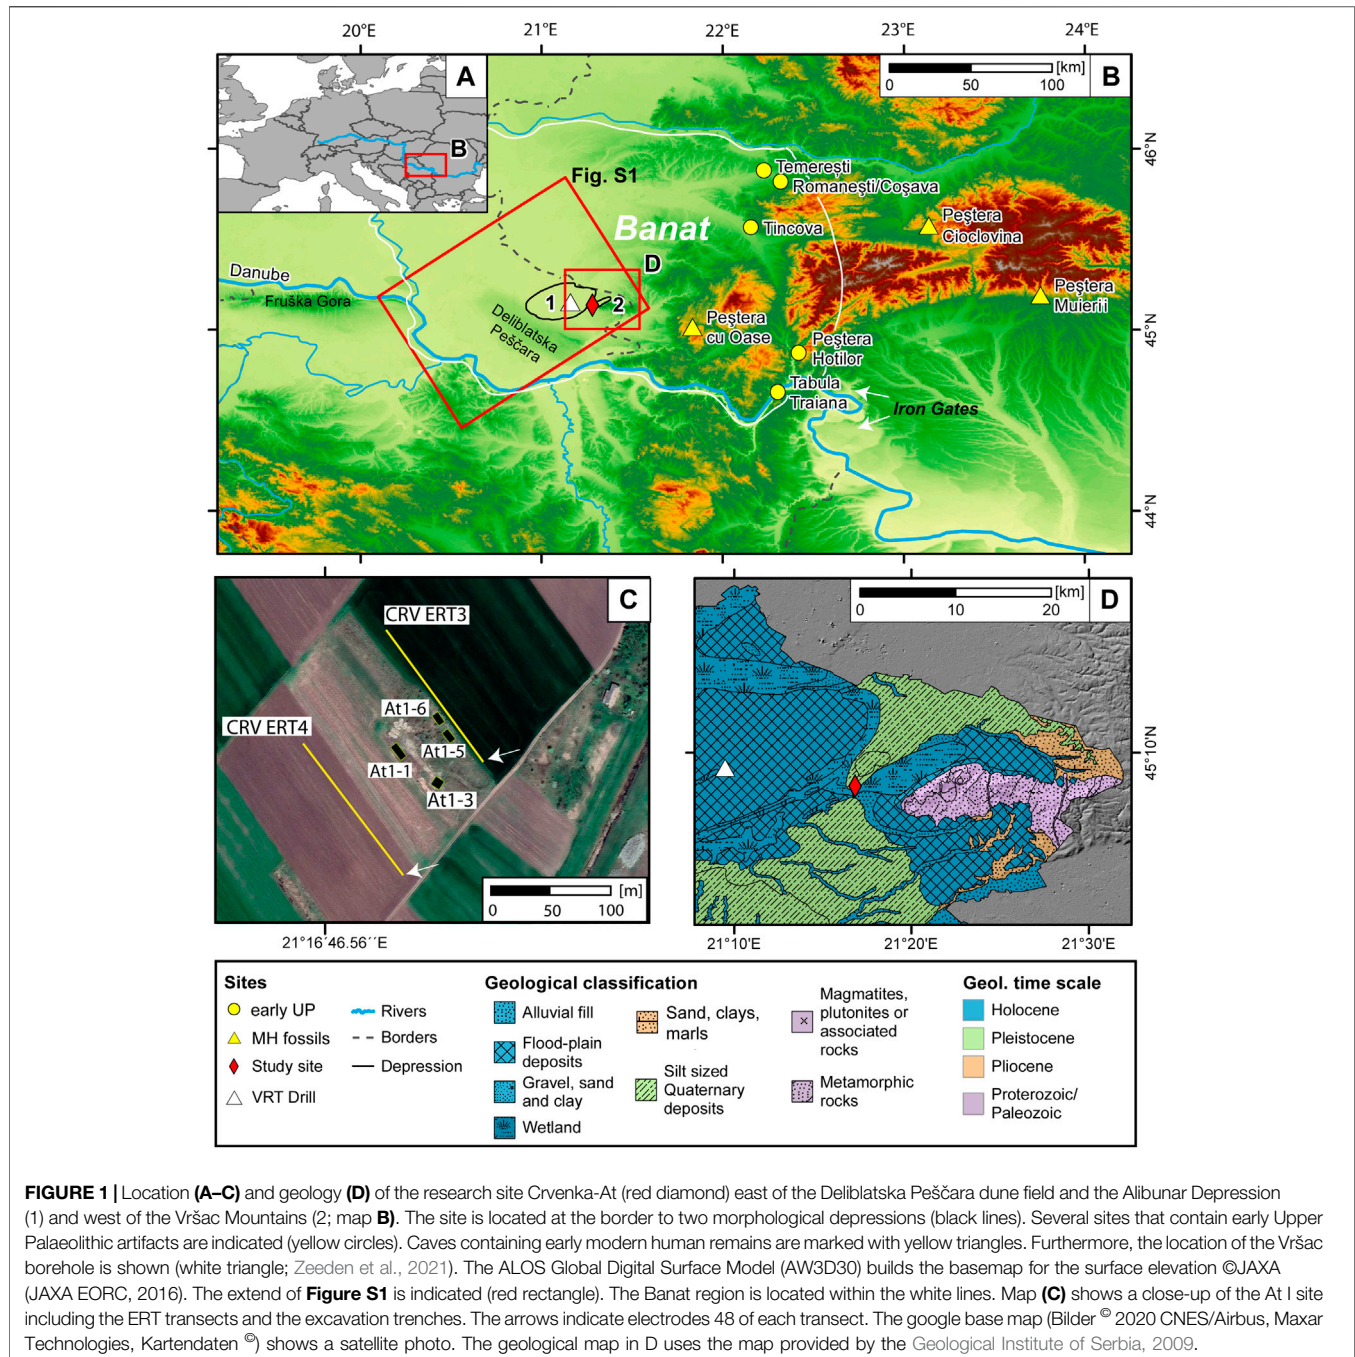 20°E
21°E
22°E
23°E
24°E
A
B
[km]
0
50
100
B
46°N
45°N
44°N
Fig. S1
Temerești
Romanești/Coșava
Banat
Tincova
Peștera
Cioclovina
D
Danube
Fruška Gora
1
2
Deliblatska
Pešćara
Peștera
cu Oase
Peștera
Muierii
Peștera
Hotilor
Tabula
Traiana
Iron Gates
C
CRV ERT3
At1-6
CRV ERT4
At1-5
At1-1
At1-3
[m]
0
50
100
21°16´46.56´´E
[km]
0
10
20
D
45°10'N
21°10'E
21°20'E
21°30'E
Sites
early UP
MH fossils
Study site
VRT Drill
Rivers
Borders
Depression
Geological classification
Alluvial fill
Flood-plain
deposits
Gravel, sand
and clay
Wetland
Sand, clays,
marls
Silt sized
Quaternary
deposits
Magmatites,
plutonites or
associated
rocks
Metamorphic
rocks
Geol. time scale
Holocene
Pleistocene
Pliocene
Proterozoic/
Paleozoic
FIGURE 1 | Location (A–C) and geology (D) of the research site Crvenka-At (red diamond) east of the Deliblatska Pešćara dune field and the Alibunar Depression
(1) and west of the Vršac Mountains (2; map B). The site is located at the border to two morphological depressions (black lines). Several sites that contain early Upper
Palaeolithic artifacts are indicated (yellow circles). Caves containing early modern human remains are marked with yellow triangles. Furthermore, the location of the Vršac
borehole is shown (white triangle; Zeeden et al., 2021). The ALOS Global Digital Surface Model (AW3D30) builds the basemap for the surface elevation ©JAXA
(JAXA EORC, 2016). The extend of Figure S1 is indicated (red rectangle). The Banat region is located within the white lines. Map (C) shows a close-up of the At I site
including the ERT transects and the excavation trenches. The arrows indicate electrodes 48 of each transect. The google base map (Bilder © 2020 CNES/Airbus, Maxar
Technologies, Kartendaten ©) shows a satellite photo. The geological map in D uses the map provided by the Geological Institute of Serbia, 2009.